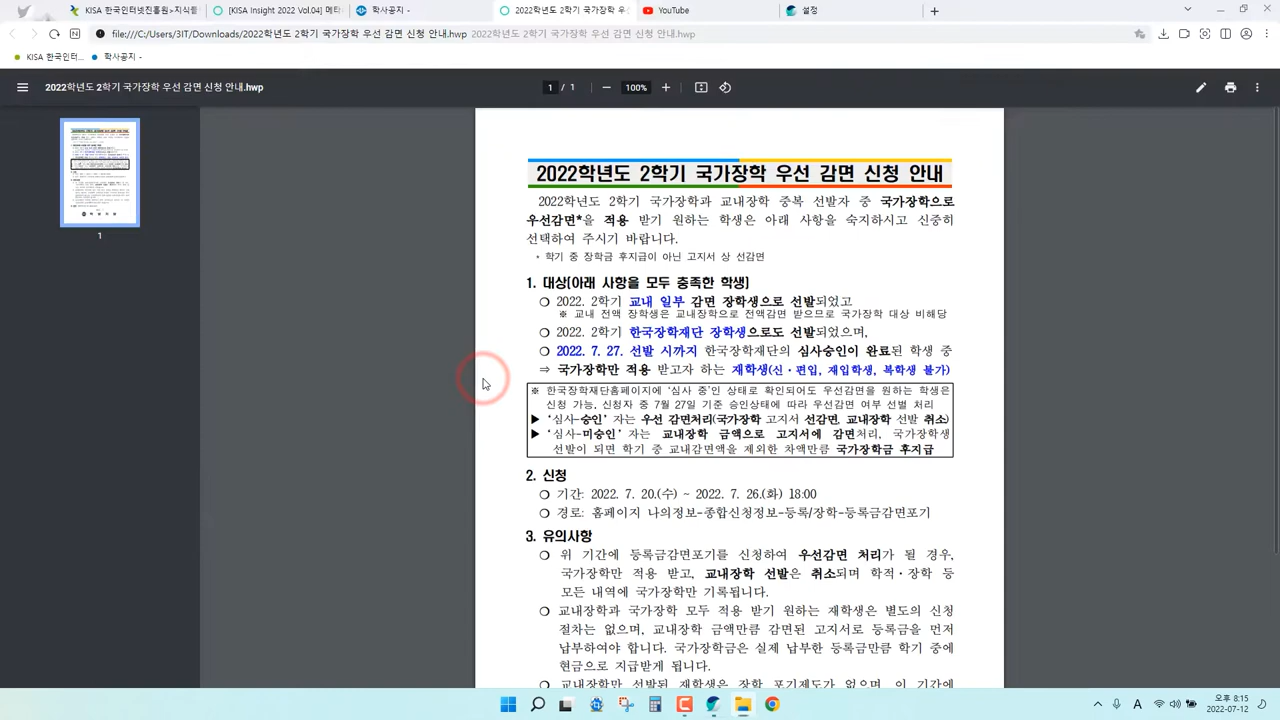 KISA 한국인터넷진흥원>지식플
[KISA Insight 2022 Vol.04] 메타
학사공지 -
2022학년도 2학기 국가장학 우선
YouTube
설정
file:///C:/Users/3IT/Downloads/2022학년도 2학기 국가장학 우선 감면 신청 안내.hwp 2022학년도 2학기 국가장학 우선 감면 신청 안내.hwp
KISA 한국인터...
학사공지 -
2022학년도 2학기 국가장학 우선 감면 신청 안내.hwp
1 / 1
100%
1
2022학년도 2학기 국가장학 우선 감면 신청 안내
2022학년도 2학기 국가장학과 교내장학 중복 선발자 중 국가장학으로
우선감면*을 적용 받기 원하는 학생은 아래 사항을 숙지하시고 신중히
선택하여 주시기 바랍니다.
* 학기 중 장학금 후지급이 아닌 고지서 상 선감면
1. 대상[아래 사항을 모두 충족한 학생]
❍ 2022. 2학기 교내 일부 감면 장학생으로 선발되었고
※ 교내 전액 장학생은 교내장학으로 전액감면 받으므로 국가장학 대상 비해당
❍ 2022. 2학기 한국장학재단 장학생으로도 선발되었으며,
❍ 2022. 7. 27. 선발 시까지 한국장학재단의 심사승인이 완료된 학생 중
⇒ 국가장학만 적용 받고자 하는 재학생(신·편입, 재입학생, 복학생 불가)
※ 한국장학재단홈페이지에 '심사 중'인 상태로 확인되어도 우선감면을 원하는 학생은
신청 가능, 신청자 중 7월 27일 기준 승인상태에 따라 우선감면 여부 선별 처리
▶ '심사-승인' 자는 우선 감면처리(국가장학 고지서 선감면, 교내장학 선발 취소)
▶ '심사-미승인' 자는 교내장학 금액으로 고지서에 감면처리, 국가장학생
선발이 되면 학기 중 교내감면액을 제외한 차액만큼 국가장학금 후지급
2. 신청
❍ 기간: 2022. 7. 20.(수) ~ 2022. 7. 26.(화) 18:00
❍ 경로: 홈페이지 나의정보-종합신청정보-등록/장학-등록금감면포기
3. 유의사항
❍ 위 기간에 등록금감면포기를 신청하여 우선감면 처리가 될 경우,
국가장학만 적용 받고, 교내장학 선발은 취소되며 학적·장학 등
모든 내역에 국가장학만 기록됩니다.
❍ 교내장학과 국가장학 모두 적용 받기 원하는 재학생은 별도의 신청
절차는 없으며, 교내장학 금액만큼 감면된 고지서로 등록금을 먼저
납부하여야 합니다. 국가장학금은 실제 납부한 등록금만큼 학기 중에
현금으로 지급받게 됩니다.
❍ 교내장학만 선발된 재학생은 장학 포기제도가 없으며, 이 기간에
A
오후 8:15
2022-07-12